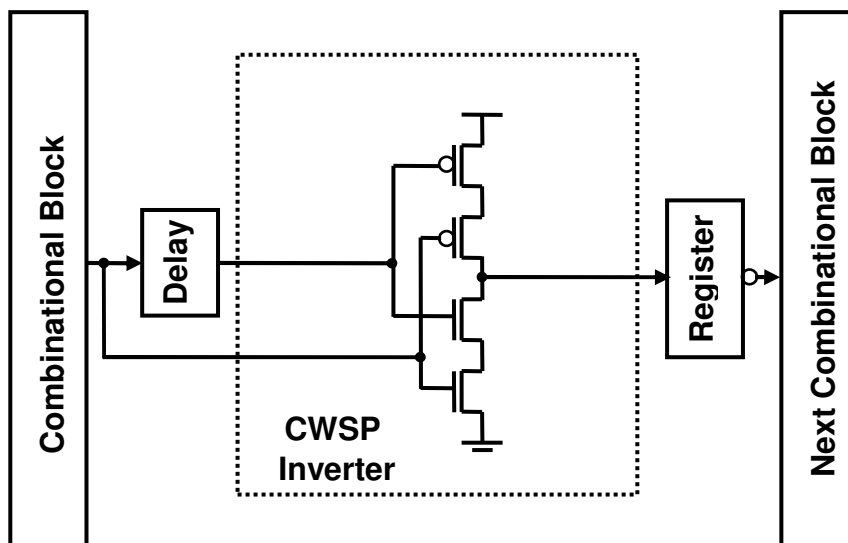 Combinational Block
Delay
CWSP
Inverter
Register
Next Combinational Block